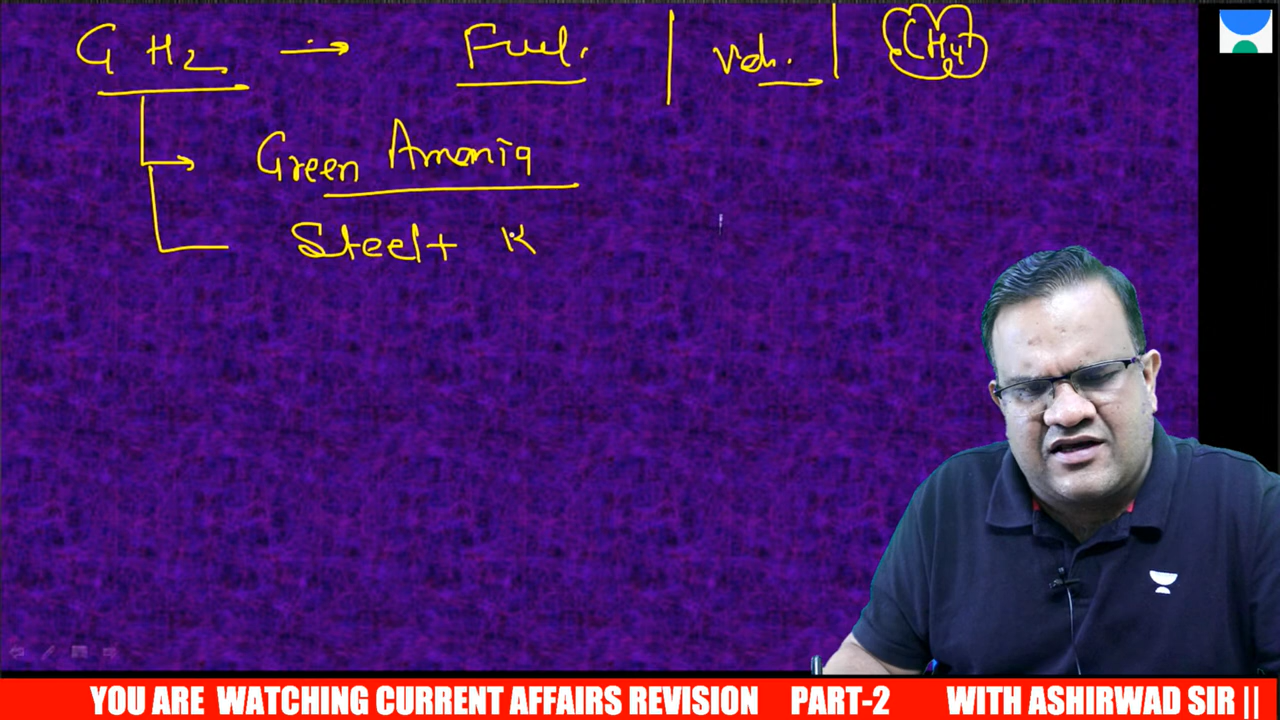 G H2 → Fuel. | Veh. → | CH4
→ Green Amonia
Steel + K
YOU ARE WATCHING CURRENT AFFAIRS REVISION PART-2 WITH ASHIRWAD SIR ||